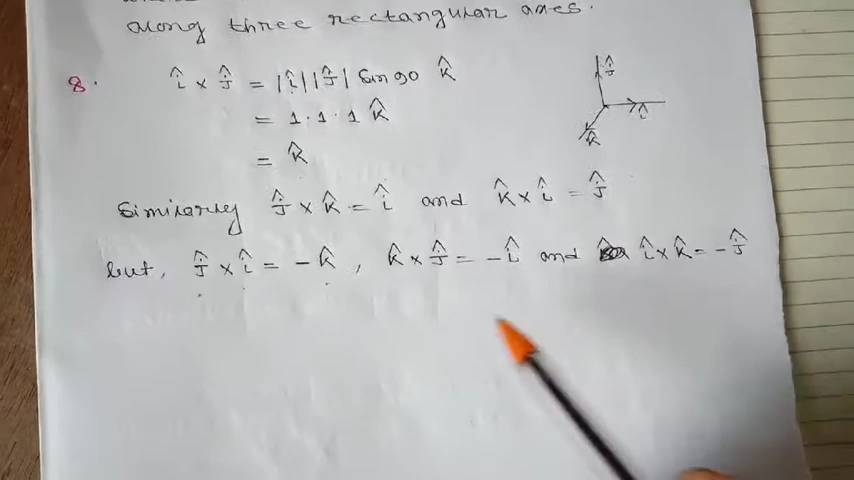 along three rectangular axes.
8. î × ĵ = |î| |ĵ| Sin 90 k̂
= 1·1·1 k̂
= k̂
ĵ
î
k̂
Similarly ĵ × k̂ = î and k̂ × î = ĵ
but, ĵ × î = - k̂ , k̂ × ĵ = - î and î × k̂ = - ĵ